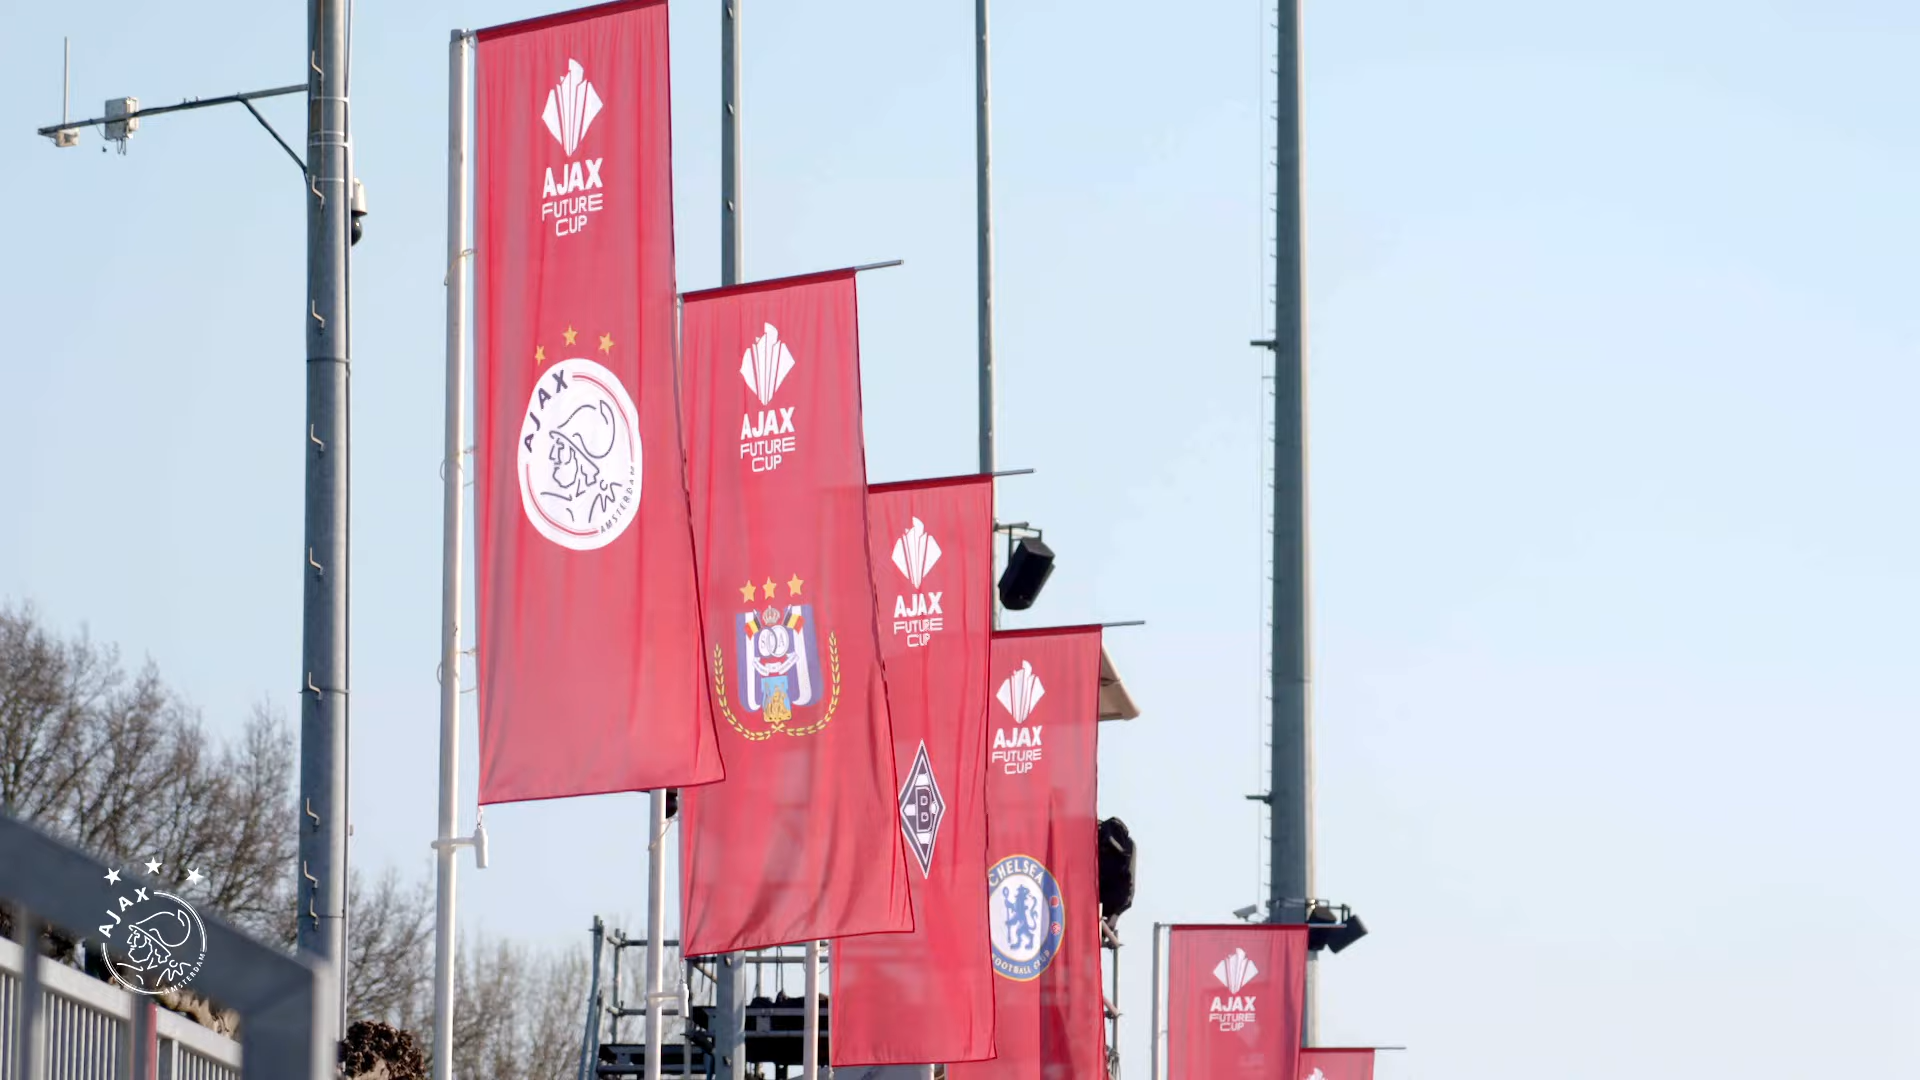 AJAX
FUTURE
CUP
AJAX
AMSTERDAM
AJAX
FUTURE
CUP
AJAX
FUTURE
CUP
B
AJAX
FUTURE
CUP
CHELSEA
FOOTBALL CLUB
AJAX
FUTURE
CUP
AJAX
AMSTERDAM